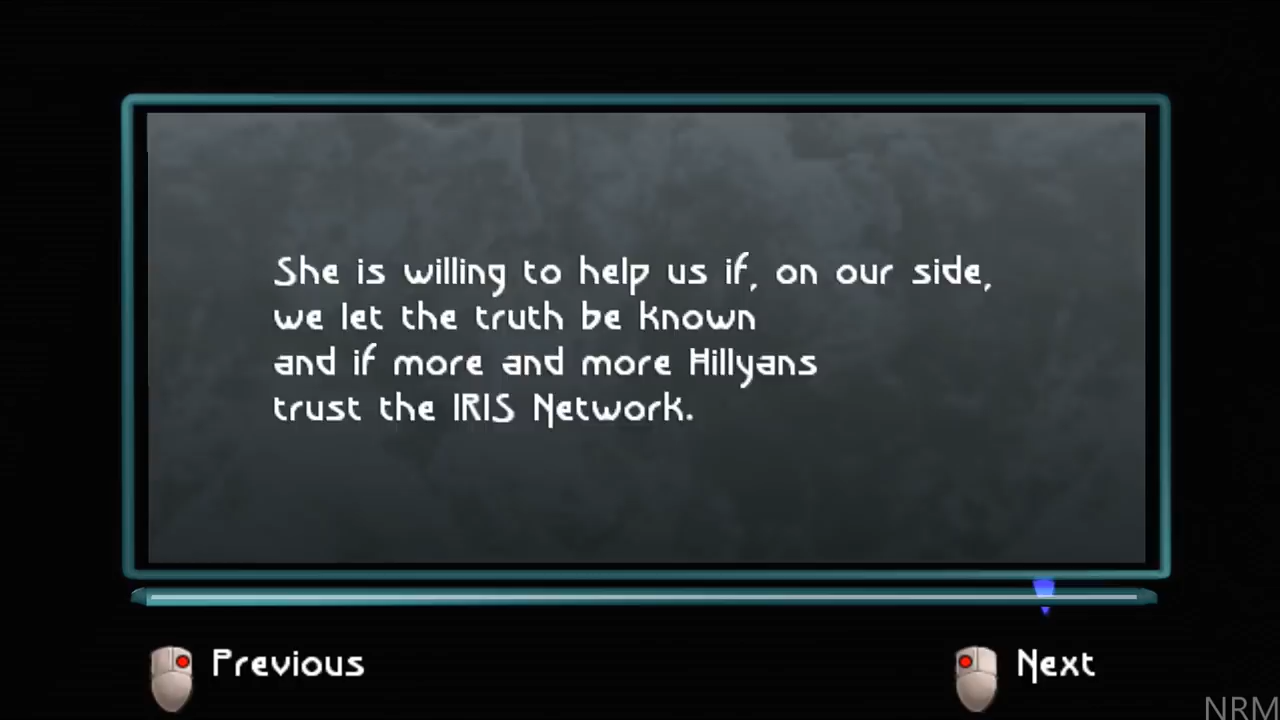 She is willing to help us if, on our side,
we let the truth be known
and if more and more Hillyans
trust the IRIS Network.
Previous
Next
NRM